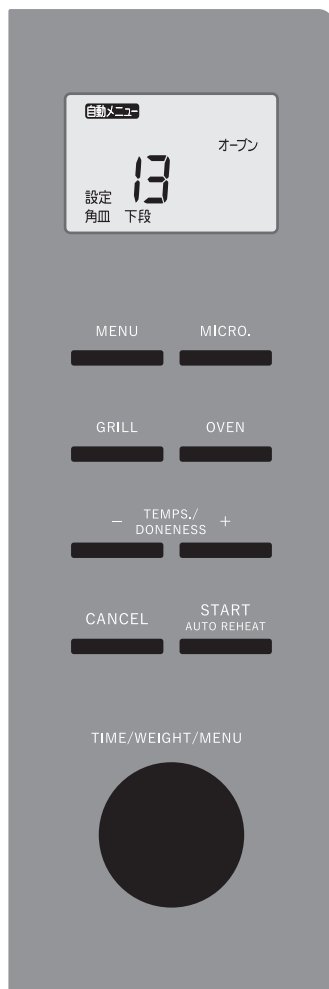 自動メニュー
オーブン
13
設定
角皿 下段
MENU MICRO.
GRILL OVEN
− TEMPS./ DONENESS +
CANCEL START
AUTO REHEAT
TIME/WEIGHT/MENU